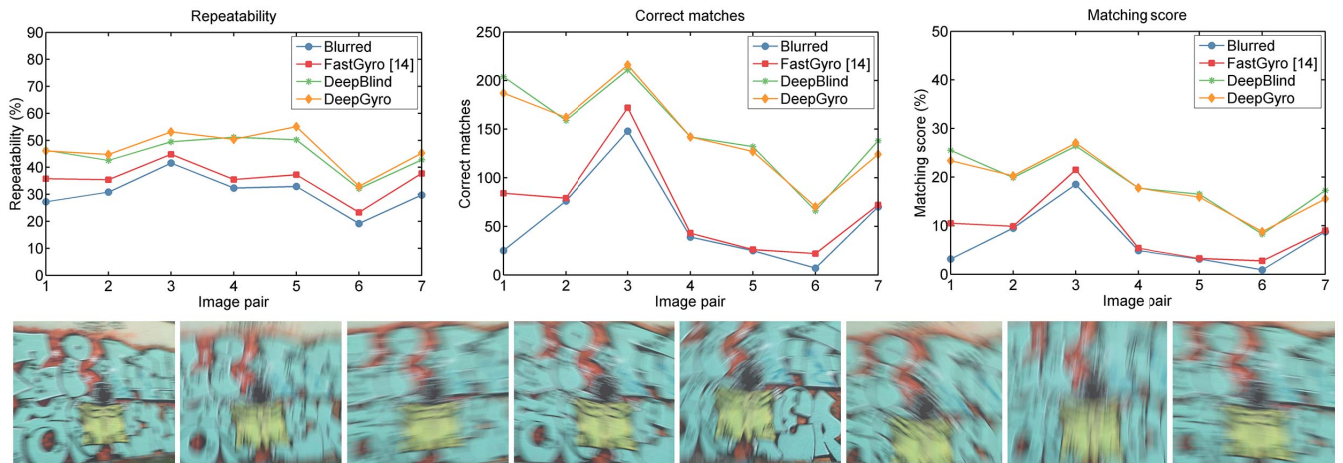 Repeatability
90
80
70
60
50
40
30
20
10
0
Repeatability (%)
Blurred
FastGyro [14]
DeepBlind
DeepGyro
1 2 3 4 5 6 7
Image pair
Correct matches
250
200
150
100
50
0
Correct matches
Blurred
FastGyro [14]
DeepBlind
DeepGyro
1 2 3 4 5 6 7
Image pair
Matching score
50
40
30
20
10
0
Matching score (%)
Blurred
FastGyro [14]
DeepBlind
DeepGyro
1 2 3 4 5 6 7
Image pair